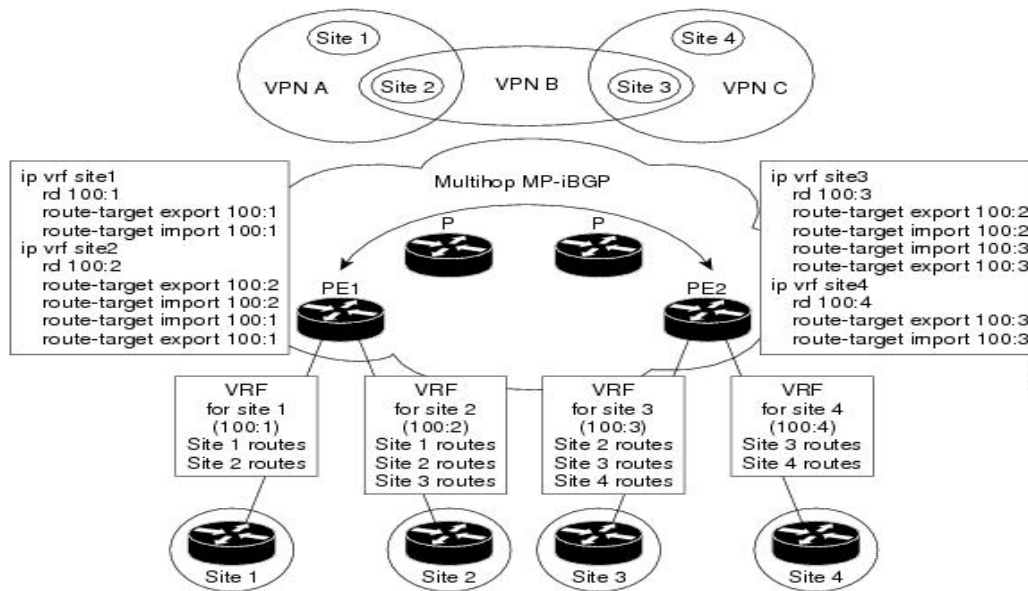 Site 1
Site 4
VPN A
Site 2
VPN B
Site 3
VPN C
ip vrf site1
rd 100:1
route-target export 100:1
route-target import 100:1
ip vrf site2
rd 100:2
route-target export 100:2
route-target import 100:2
route-target import 100:1
route-target export 100:1
Multihop MP-iBGP
P
P
PE1
PE2
ip vrf site3
rd 100:3
route-target export 100:2
route-target import 100:2
route-target import 100:3
route-target export 100:3
ip vrf site4
rd 100:4
route-target export 100:3
route-target import 100:3
VRF
for site 1
(100:1)
Site 1 routes
Site 2 routes
VRF
for site 2
(100:2)
Site 1 routes
Site 2 routes
Site 3 routes
VRF
for site 3
(100:3)
Site 2 routes
Site 3 routes
Site 4 routes
VRF
for site 4
(100:4)
Site 3 routes
Site 4 routes
Site 1
Site 2
Site 3
Site 4